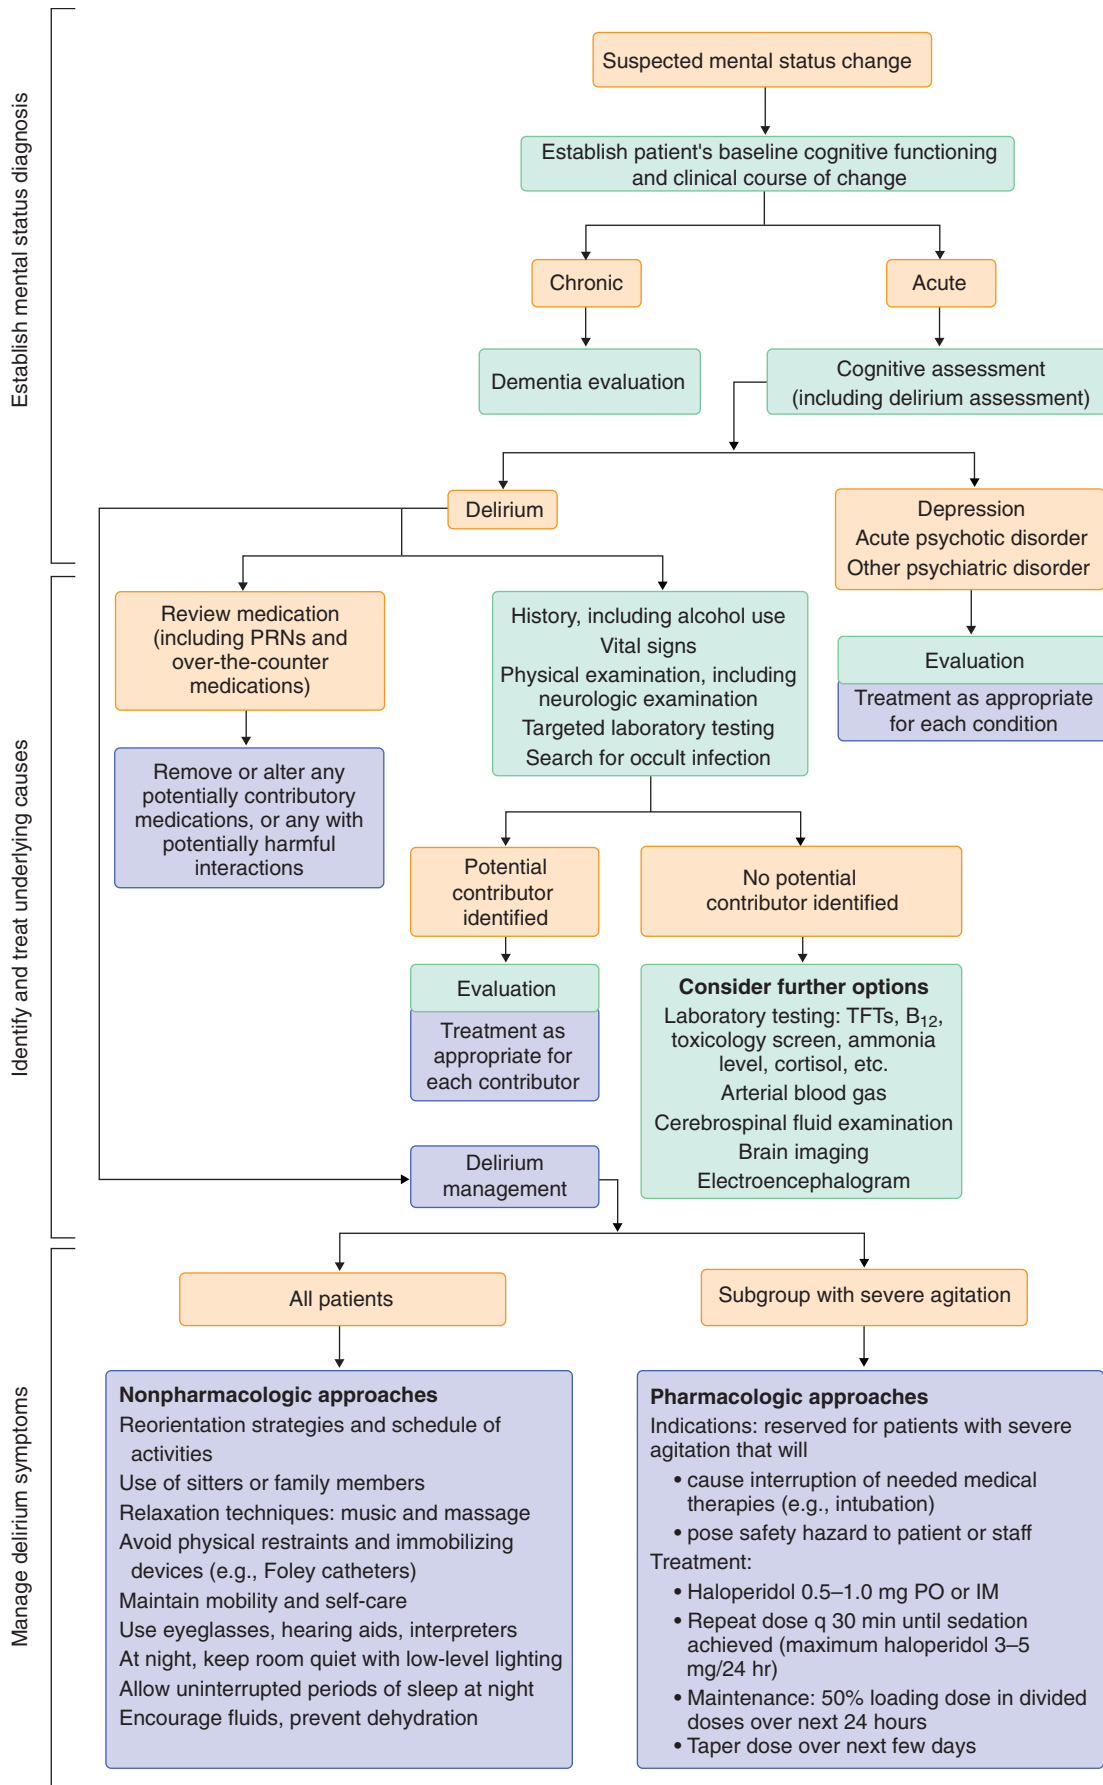 Establish mental status diagnosis
Suspected mental status change
Establish patient's baseline cognitive functioning
and clinical course of change
Chronic
Acute
Dementia evaluation
Cognitive assessment
(including delirium assessment)
Delirium
Depression
Acute psychotic disorder
Other psychiatric disorder
Evaluation
Treatment as appropriate
for each condition
Identify and treat underlying causes
Review medication
(including PRNs and
over-the-counter
medications)
Remove or alter any
potentially contributory
medications, or any with
potentially harmful
interactions
History, including alcohol use
Vital signs
Physical examination, including
neurologic examination
Targeted laboratory testing
Search for occult infection
Potential
contributor
identified
No potential
contributor identified
Evaluation
Treatment as
appropriate for
each contributor
Consider further options
Laboratory testing: TFTs, B12,
toxicology screen, ammonia
level, cortisol, etc.
Arterial blood gas
Cerebrospinal fluid examination
Brain imaging
Electroencephalogram
Delirium
management
Manage delirium symptoms
All patients
Subgroup with severe agitation
Nonpharmacologic approaches
Reorientation strategies and schedule of
activities
Use of sitters or family members
Relaxation techniques: music and massage
Avoid physical restraints and immobilizing
devices (e.g., Foley catheters)
Maintain mobility and self-care
Use eyeglasses, hearing aids, interpreters
At night, keep room quiet with low-level lighting
Allow uninterrupted periods of sleep at night
Encourage fluids, prevent dehydration
Pharmacologic approaches
Indications: reserved for patients with severe
agitation that will
• cause interruption of needed medical
therapies (e.g., intubation)
• pose safety hazard to patient or staff
Treatment:
• Haloperidol 0.5–1.0 mg PO or IM
• Repeat dose q 30 min until sedation
achieved (maximum haloperidol 3–5
mg/24 hr)
• Maintenance: 50% loading dose in divided
doses over next 24 hours
• Taper dose over next few days